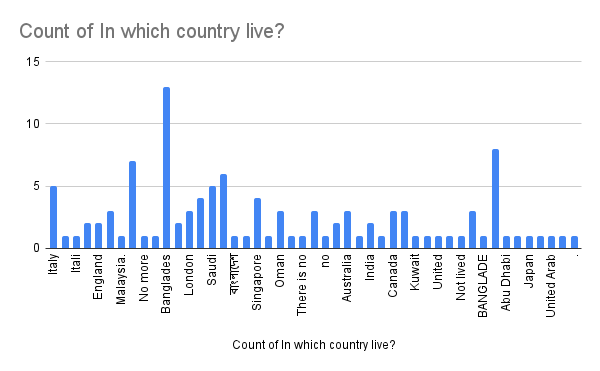 Count of In which country live?
15
10
5
0
Italy
Itali
England
Malaysia.
No more
Banglades
London
Saudi
বাংলাদেশ
Singapore
Oman
There is no
no
Australia
India
Canada
Kuwait
United
Not lived
BANGLADE
Abu Dhabi
Japan
United Arab
.
Count of In which country live?